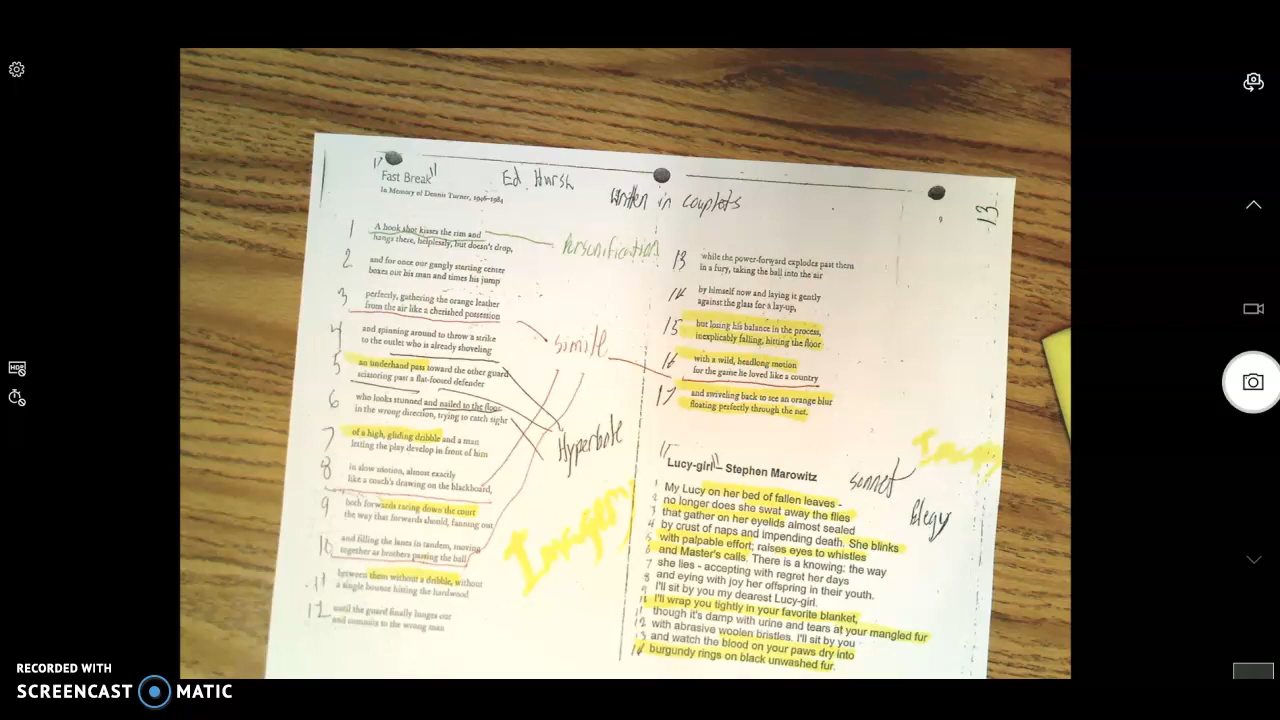 "Fast Break"
In Memory of Dennis Turner, 1946–1984
Ed. Hirsh
Written in couplets
13
1 A hook shot kisses the rim and
hangs there, helplessly, but doesn't drop,
Personification
2 and for once our gangly starting center
boxes out his man and times his jump
3 perfectly, gathering the orange leather
from the air like a cherished possession
simile
4 and spinning around to throw a strike
to the outlet who is already shoveling
5 an underhand pass toward the other guard
scissoring past a flat-footed defender
6 who looks stunned and nailed to the floor
in the wrong direction, trying to catch sight
Hyperbole
7 of a high, gliding dribble and a man
letting the play develop in front of him
8 in slow motion, almost exactly
like a coach's drawing on the blackboard,
9 both forwards racing down the court
the way that forwards should, fanning out
10 and filling the lanes in tandem, moving
together as brothers passing the ball
Imagery
11 between them without a dribble, without
a single bounce hitting the hardwood
12 until the guard finally lunges out
and commits to the wrong man
13 while the power-forward explodes past them
in a fury, taking the ball into the air
14 by himself now and laying it gently
against the glass for a lay-up,
15 but losing his balance in the process,
inexplicably falling, hitting the floor
16 with a wild, headlong motion
for the game he loved like a country
17 and swiveling back to see an orange blur
floating perfectly through the net.
"Lucy-girl" – Stephen Marowitz
sonnet
Elegy
1 My Lucy on her bed of fallen leaves -
2 no longer does she swat away the flies
3 that gather on her eyelids almost sealed
4 by crust of naps and impending death. She blinks
5 with palpable effort; raises eyes to whistles
6 and Master's calls. There is a knowing: the way
7 she lies - accepting with regret her days
8 and eying with joy her offspring in their youth.
9 I'll sit by you my dearest Lucy-girl.
10 I'll wrap you tightly in your favorite blanket,
11 though it's damp with urine and tears at your mangled fur
12 with abrasive woolen bristles. I'll sit by you
13 and watch the blood on your paws dry into
14 burgundy rings on black unwashed fur.
RECORDED WITH
SCREENCAST MATIC